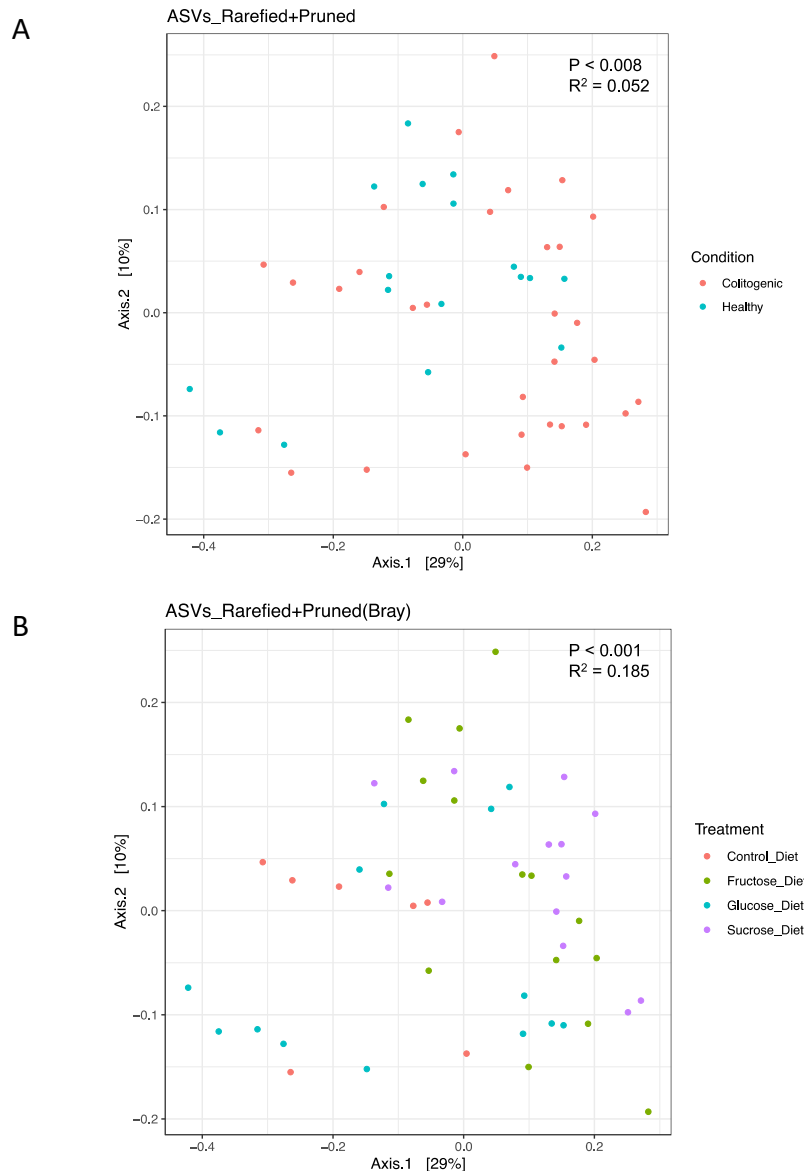 A
ASVs_Rarefied+Pruned
P < 0.008
R² = 0.052
0.2
0.1
0.0
−0.1
−0.2
Axis.2 [10%]
−0.4
−0.2
0.0
0.2
Axis.1 [29%]
Condition
Colitogenic
Healthy
B
ASVs_Rarefied+Pruned(Bray)
P < 0.001
R² = 0.185
0.2
0.1
0.0
−0.1
−0.2
Axis.2 [10%]
−0.4
−0.2
0.0
0.2
Axis.1 [29%]
Treatment
Control_Diet
Fructose_Diet
Glucose_Diet
Sucrose_Diet